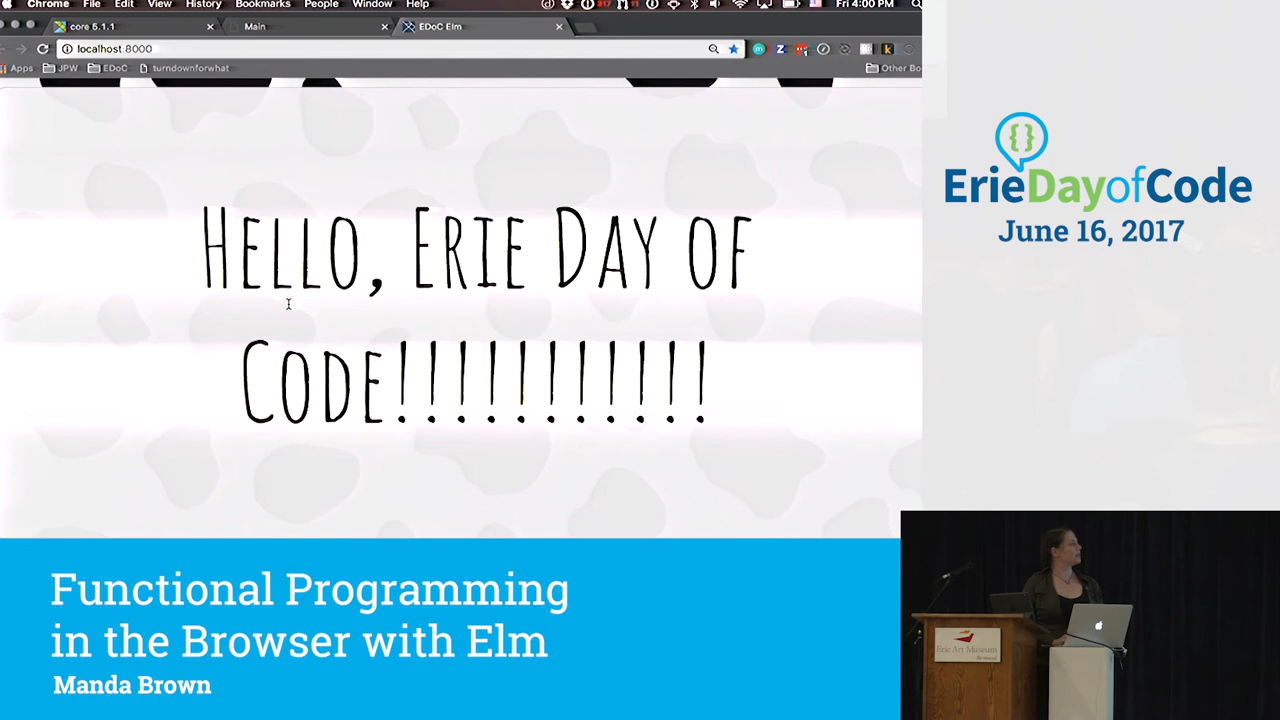 Chrome File Edit View History Bookmarks People Window Help 317 11 Fri 4:00 PM
core 5.1.1 Main EDoC Elm
localhost:8000
Apps JPW EDoC turndownforwhat Other Bo
Hello, Erie Day of
Code!!!!!!!!!!!
{}
ErieDayofCode
June 16, 2017
Functional Programming
in the Browser with Elm
Manda Brown
Erie Art Museum